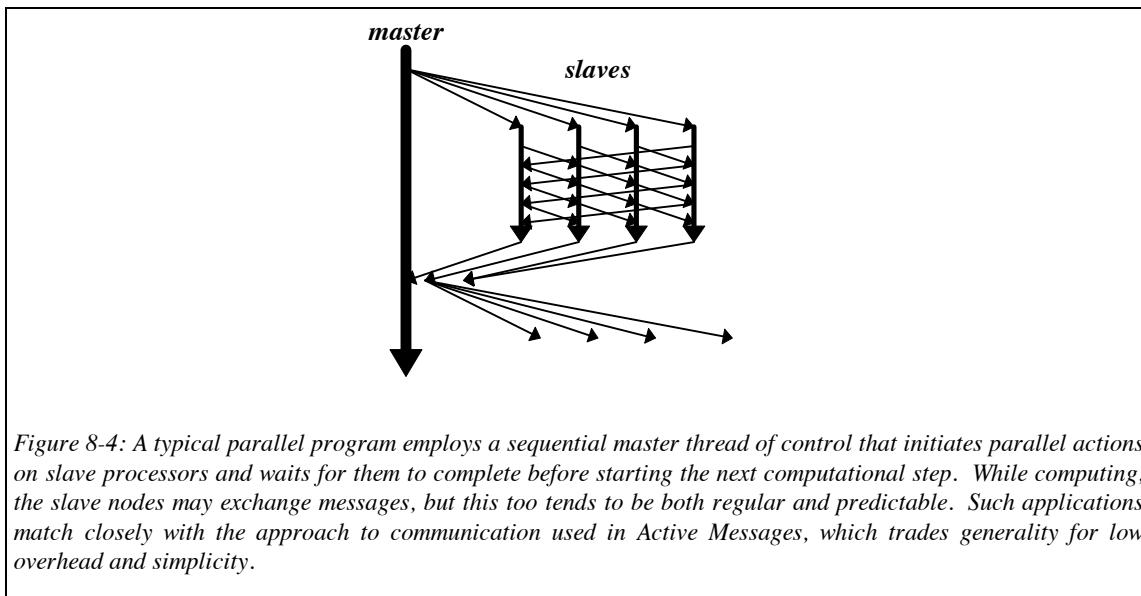 master
slaves
Figure 8-4: A typical parallel program employs a sequential master thread of control that initiates parallel actions
on slave processors and waits for them to complete before starting the next computational step.  While computing,
the slave nodes may exchange messages, but this too tends to be both regular and predictable.  Such applications
match closely with the approach to communication used in Active Messages, which trades generality for low
overhead and simplicity.